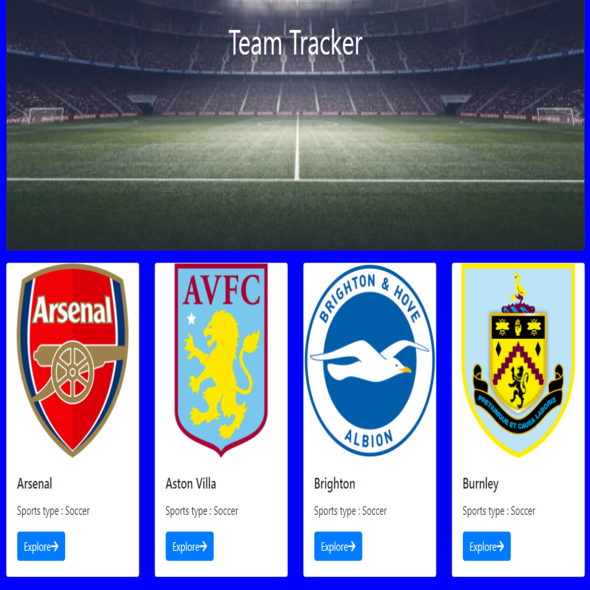 Team Tracker
Arsenal
AVFC
BRIGHTON & HOVE
ALBION
PRETIUMQUE ET CAUSA LABORIS
Arsenal
Sports type : Soccer
Explore
Aston Villa
Sports type : Soccer
Explore
Brighton
Sports type : Soccer
Explore
Burnley
Sports type : Soccer
Explore